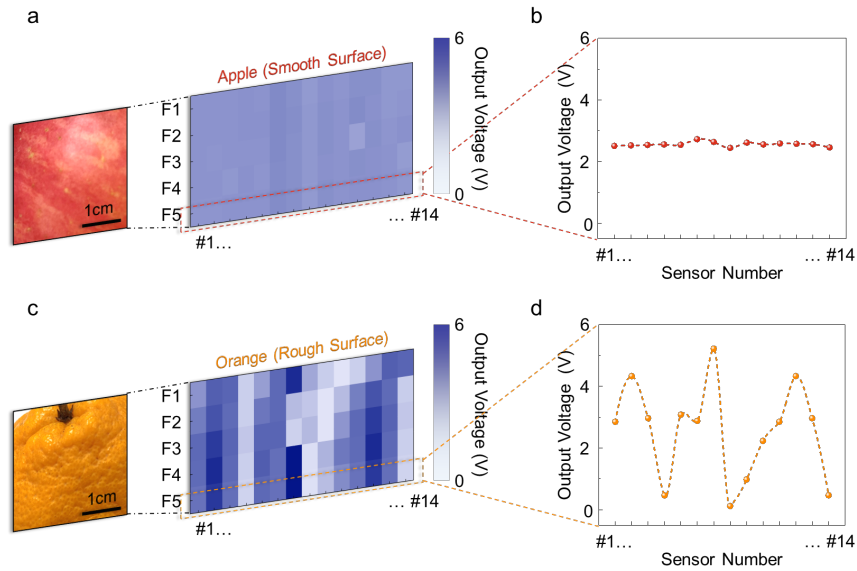 a
Apple (Smooth Surface)
F1
F2
F3
F4
F5
1cm
#1…
… #14
6
0
Output Voltage (V)
b
6
4
2
0
Output Voltage (V)
#1…
… #14
Sensor Number
c
Orange (Rough Surface)
F1
F2
F3
F4
F5
1cm
#1…
… #14
6
0
Output Voltage (V)
d
6
4
2
0
Output Voltage (V)
#1…
… #14
Sensor Number